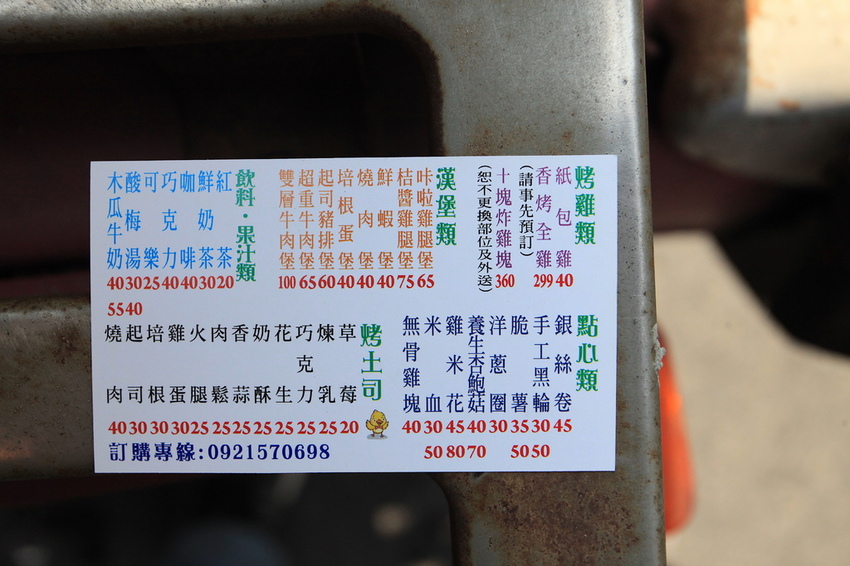 烤雞類
紙包雞 40
香烤全雞 299
(請事先預訂)
十塊炸雞塊 360
(恕不更換部位及外送)
漢堡類
咔啦雞腿堡 65
枯醬雞腿堡 75
鮮蝦堡 40
燒肉堡 40
培根蛋堡 40
起司豬排堡 60
超重牛肉堡 65
雙層牛肉堡 100
飲料·果汁類
紅茶 20
鮮奶茶 30
咖啡 40
巧克力 40
可樂 25
酸梅湯 30 40
木瓜牛奶 40 55
點心類
銀絲卷 45
手工黑輪 30 50
脆薯 35 50
洋蔥圈 30
養生杏鮑菇 40 70
雞米花 45 80
米血 30 50
無骨雞塊 40
烤土司
草莓 20
煉乳 25
巧克力 25
花生 25
奶酥 25
香蒜 25
肉鬆 25
火腿 25
雞蛋 30
培根 30
起司 30
燒肉 40
訂購專線:0921570698